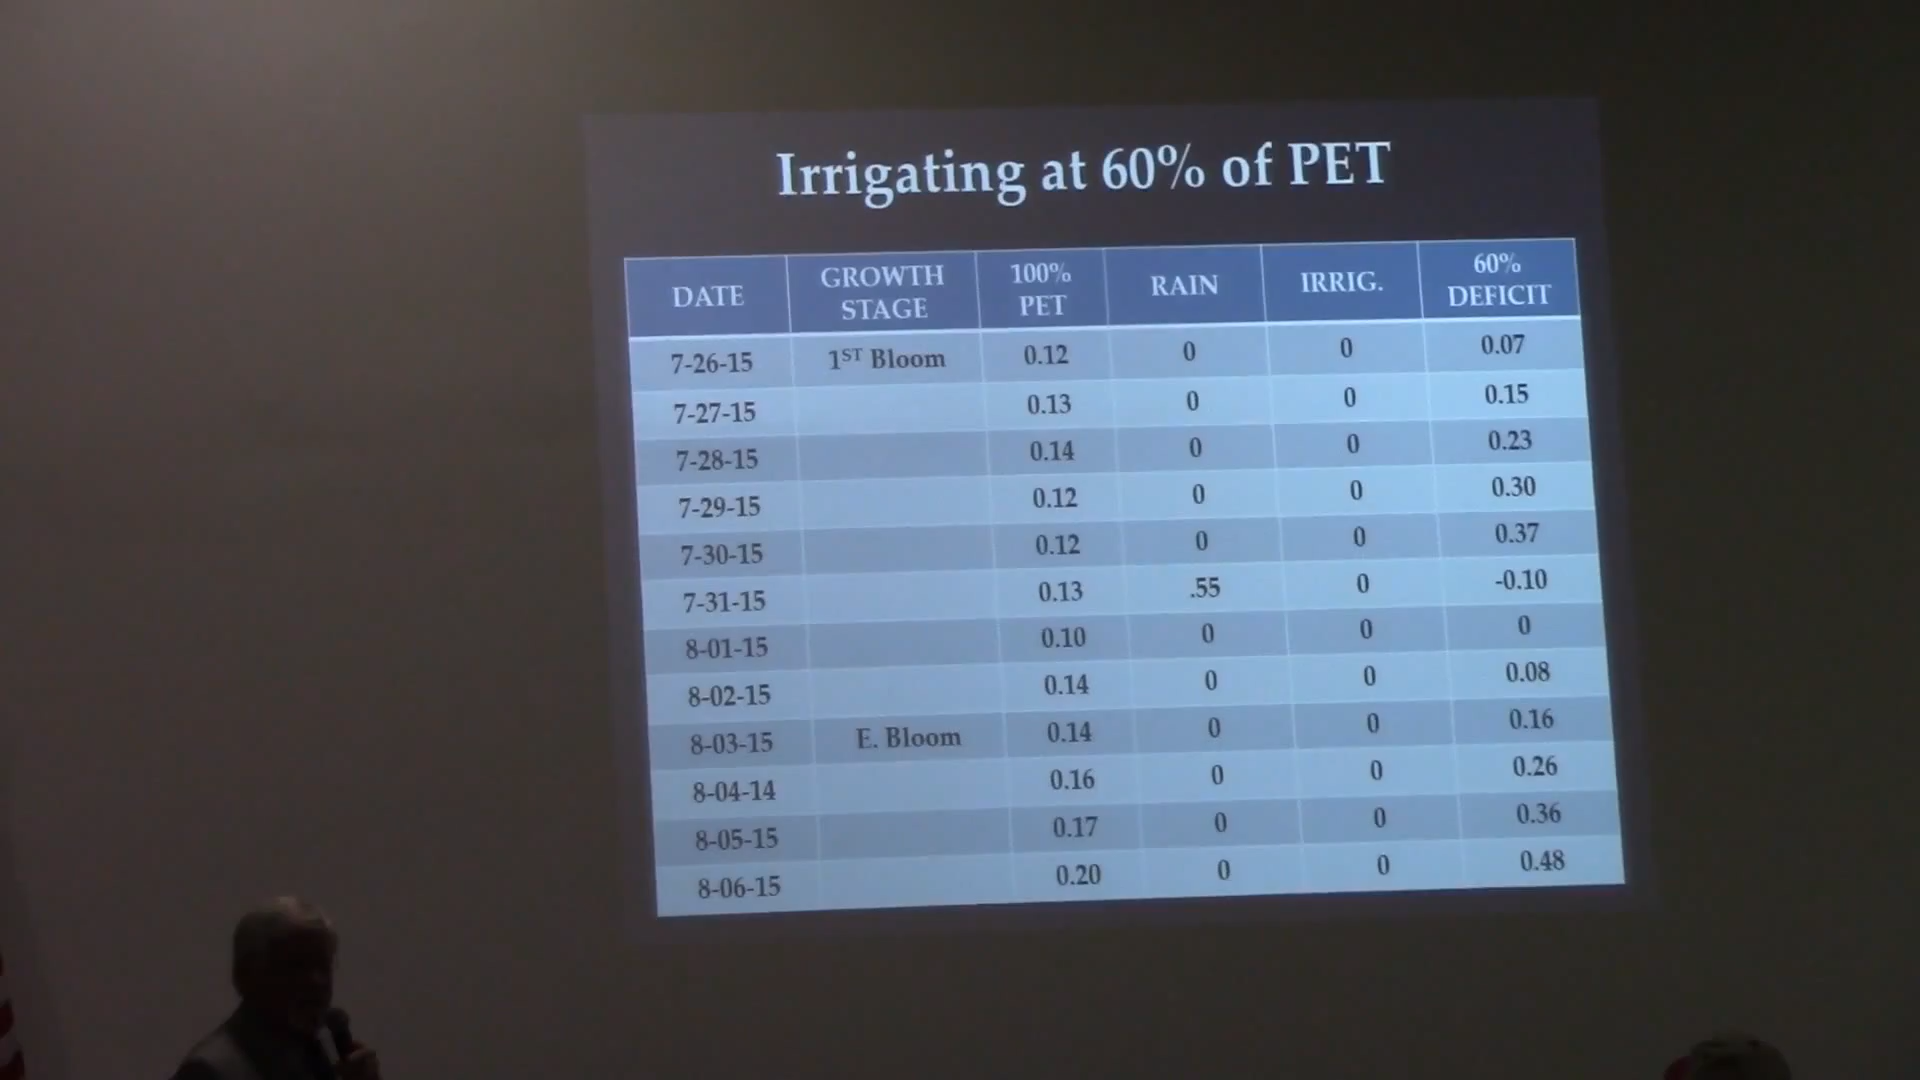 Irrigating at 60% of PET
DATE GROWTH STAGE 100% PET RAIN IRRIG. 60% DEFICIT
7-26-15 1ST Bloom 0.12 0 0 0.07
7-27-15 0.13 0 0 0.15
7-28-15 0.14 0 0 0.23
7-29-15 0.12 0 0 0.30
7-30-15 0.12 0 0 0.37
7-31-15 0.13 .55 0 -0.10
8-01-15 0.10 0 0 0
8-02-15 0.14 0 0 0.08
8-03-15 E. Bloom 0.14 0 0 0.16
8-04-14 0.16 0 0 0.26
8-05-15 0.17 0 0 0.36
8-06-15 0.20 0 0 0.48